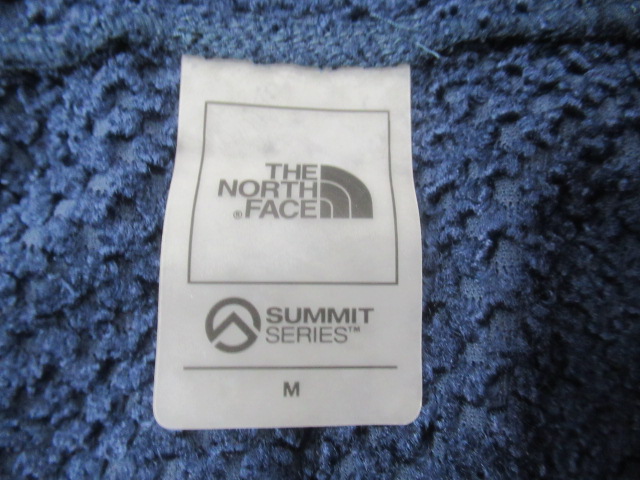 THE
NORTH
®FACE
SUMMIT
SERIES™
M